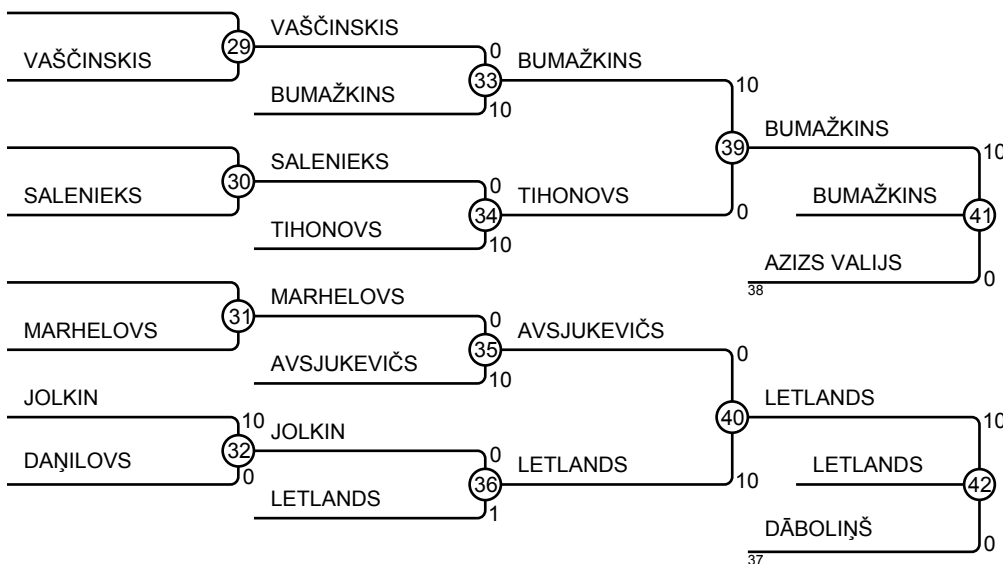 VAŠČINSKIS
0
29
VAŠČINSKIS
33
BUMAŽKINS
BUMAŽKINS
10
10
39
BUMAŽKINS
10
SALENIEKS
0
30
SALENIEKS
34
TIHONOVS
0
BUMAŽKINS
41
TIHONOVS
10
AZIZS VALIJS
0
38
MARHELOVS
0
31
MARHELOVS
35
AVSJUKEVIČS
0
AVSJUKEVIČS
10
JOLKIN
10
40
LETLANDS
10
JOLKIN
0
32
DAŅILOVS
0
36
LETLANDS
10
LETLANDS
42
LETLANDS
1
DĀBOLIŅŠ
0
37